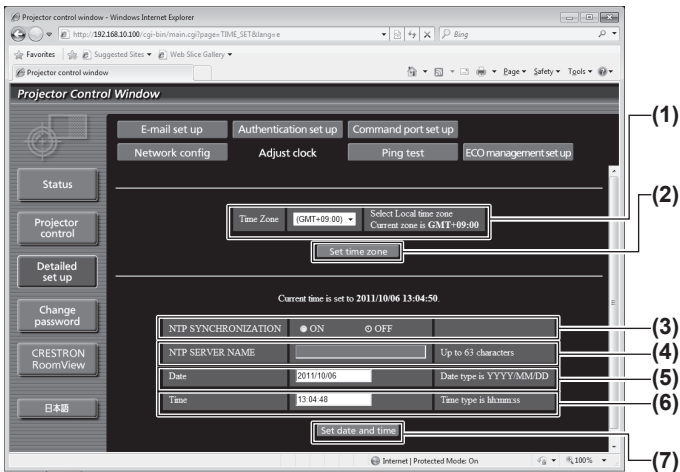 Projector control window - Windows Internet Explorer
http://192.168.10.100/cgi-bin/main.cgi?page=TIME_SET&lang=e
Bing
Favorites Suggested Sites Web Slice Gallery
Projector control window
Page Safety Tools
Projector Control Window
E-mail set up Authentication set up Command port set up
Network config Adjust clock Ping test ECO management set up
(1)
Status
(2)
Time Zone (GMT+09:00) Select Local time zone
Current zone is GMT+09:00
Projector
control
Set time zone
Detailed
set up
Current time is set to 2011/10/06 13:04:50.
Change
password
NTP SYNCHRONIZATION ON OFF
(3)
NTP SERVER NAME Up to 63 characters
(4)
CRESTRON
RoomView
Date 2011/10/06 Date type is YYYY/MM/DD
(5)
Time 13:04:48 Time type is hh:mm:ss
(6)
日本語
Set date and time
Internet | Protected Mode: On 100%
(7)